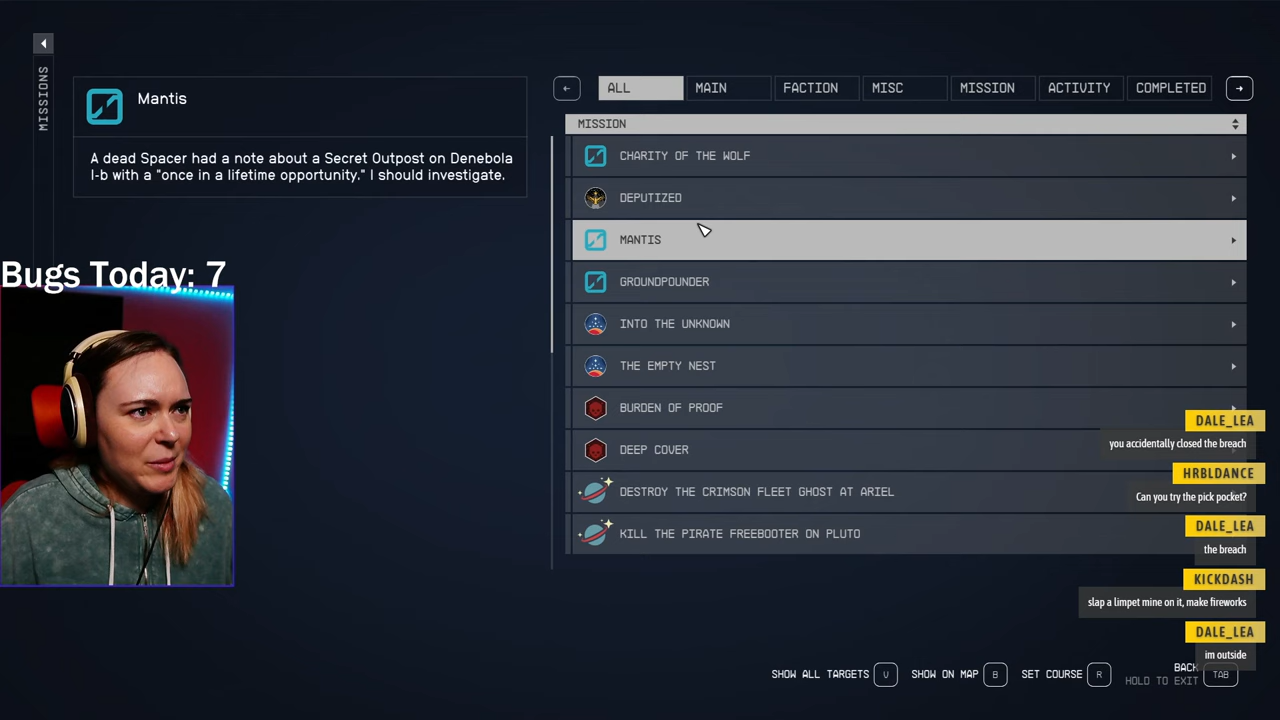 MISSIONS
Mantis
A dead Spacer had a note about a Secret Outpost on Denebola
I-b with a "once in a lifetime opportunity." I should investigate.
Bugs Today: 7
ALL
MAIN
FACTION
MISC
MISSION
ACTIVITY
COMPLETED
MISSION
CHARITY OF THE WOLF
DEPUTIZED
MANTIS
GROUNDPOUNDER
INTO THE UNKNOWN
THE EMPTY NEST
BURDEN OF PROOF
DEEP COVER
DESTROY THE CRIMSON FLEET GHOST AT ARIEL
KILL THE PIRATE FREEBOOTER ON PLUTO
DALE_LEA
you accidentally closed the breach
HRBLDANCE
Can you try the pick pocket?
DALE_LEA
the breach
KICKDASH
slap a limpet mine on it, make fireworks
DALE_LEA
im outside
SHOW ALL TARGETS V
SHOW ON MAP B
SET COURSE R
BACK
HOLD TO EXIT TAB